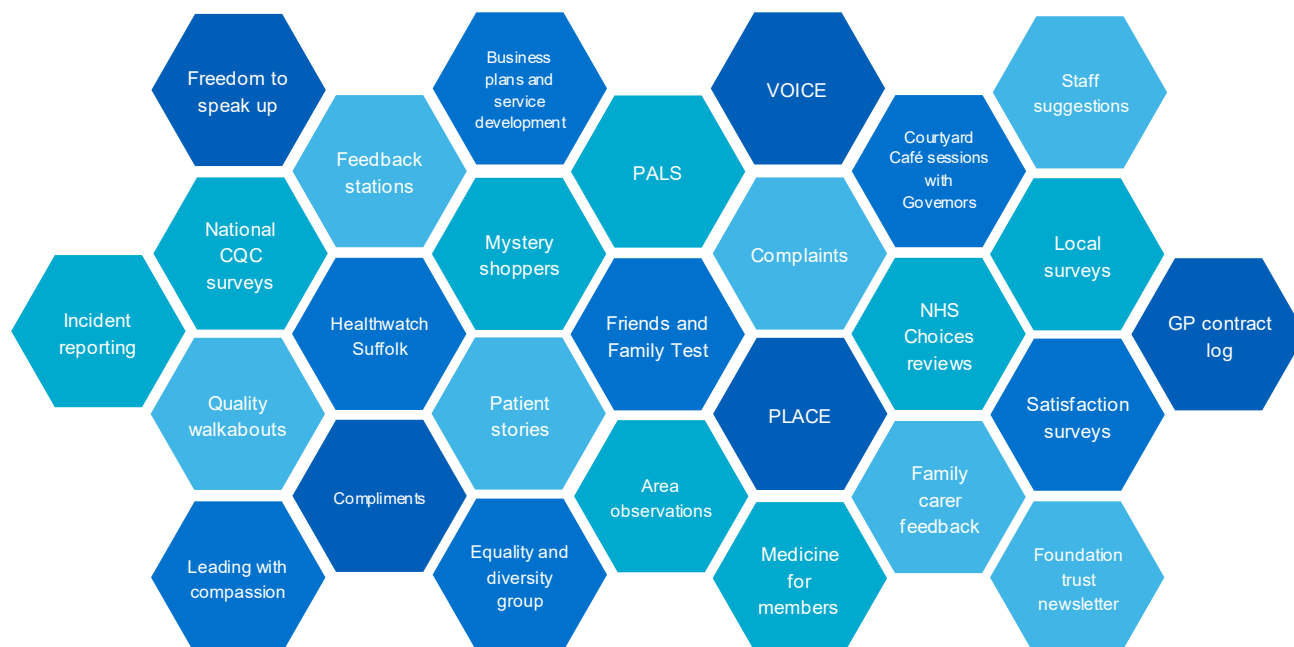 Freedom to
speak up
Business
plans and
service
development
VOICE
Staff
suggestions
Feedback
stations
PALS
Courtyard
Café sessions
with
Governors
National
CQC
surveys
Mystery
shoppers
Complaints
Local
surveys
Incident
reporting
Healthwatch
Suffolk
Friends and
Family Test
NHS
Choices
reviews
GP contract
log
Quality
walkabouts
Patient
stories
PLACE
Satisfaction
surveys
Compliments
Area
observations
Family
carer
feedback
Leading with
compassion
Equality and
diversity
group
Medicine
for
members
Foundation
trust
newsletter